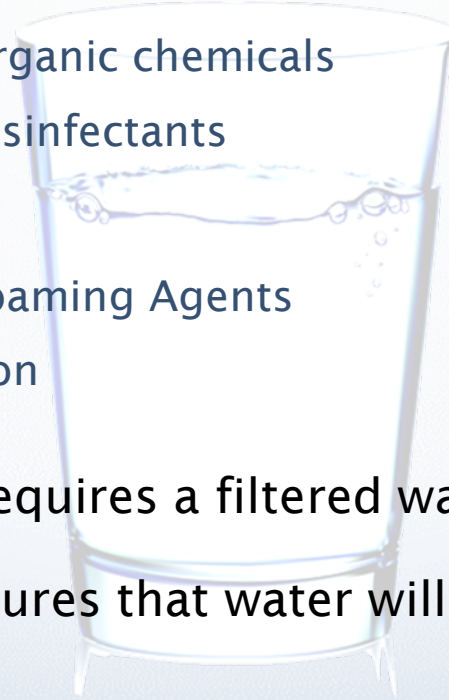 rganic chemicals
sinfectants
oaming Agents
on
equires a filtered wa
ures that water will